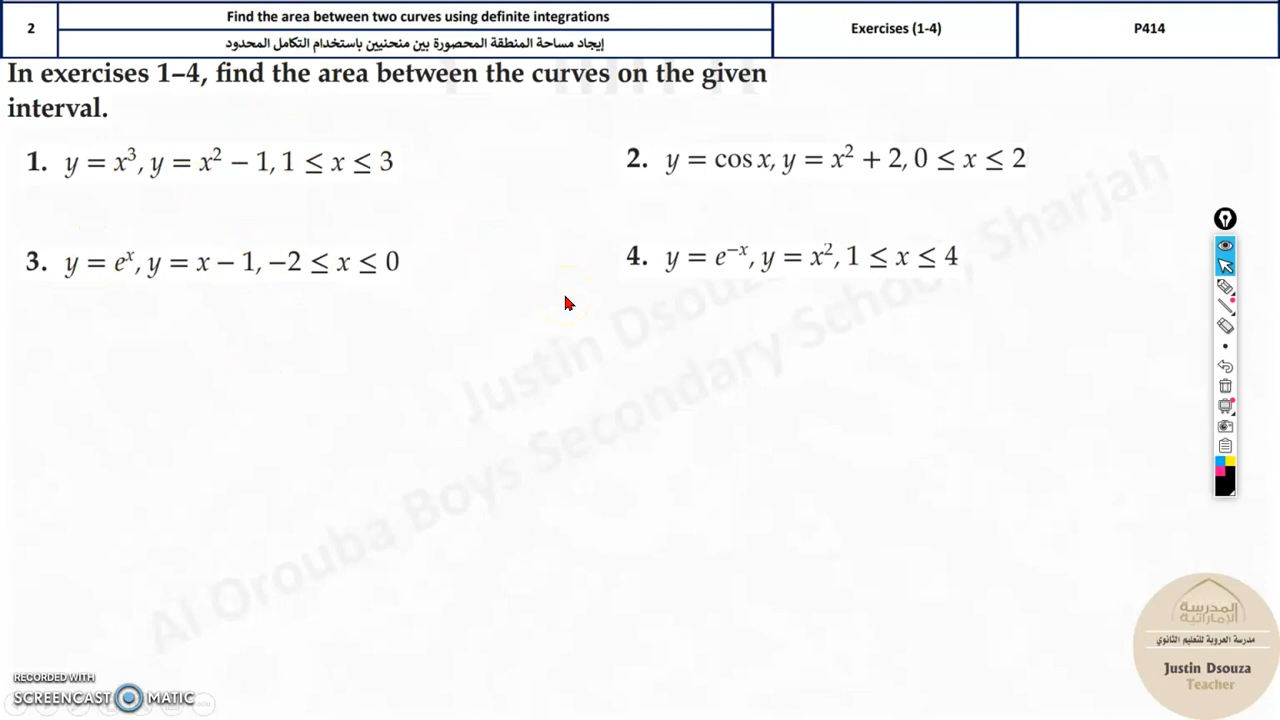 2
Find the area between two curves using definite integrations
إيجاد مساحة المنطقة المحصورة بين منحنيين باستخدام التكامل المحدود
Exercises (1-4)
P414
In exercises 1–4, find the area between the curves on the given
interval.
1. y = x³, y = x² − 1, 1 ≤ x ≤ 3
2. y = cos x, y = x² + 2, 0 ≤ x ≤ 2
3. y = eˣ, y = x − 1, −2 ≤ x ≤ 0
4. y = e⁻ˣ, y = x², 1 ≤ x ≤ 4
Justin Dsouza
Al Orouba Boys Secondary School, Sharjah
المدرسة
الإماراتية
مدرسة العروبة للتعليم الثانوي
Justin Dsouza
Teacher
RECORDED WITH
SCREENCAST MATIC